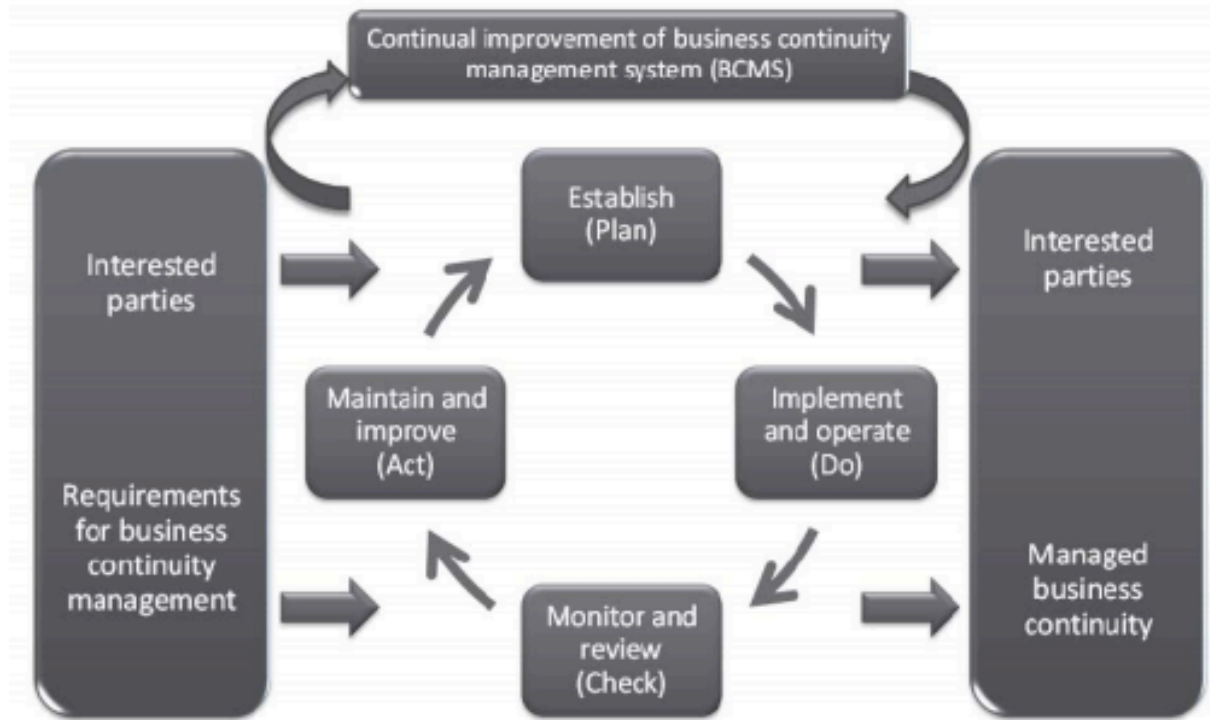 Continual improvement of business continuity
management system (BCMS)
Establish
(Plan)
Interested
parties
Interested
parties
Maintain and
improve
(Act)
Implement
and operate
(Do)
Requirements
for business
continuity
management
Managed
business
continuity
Monitor and
review
(Check)